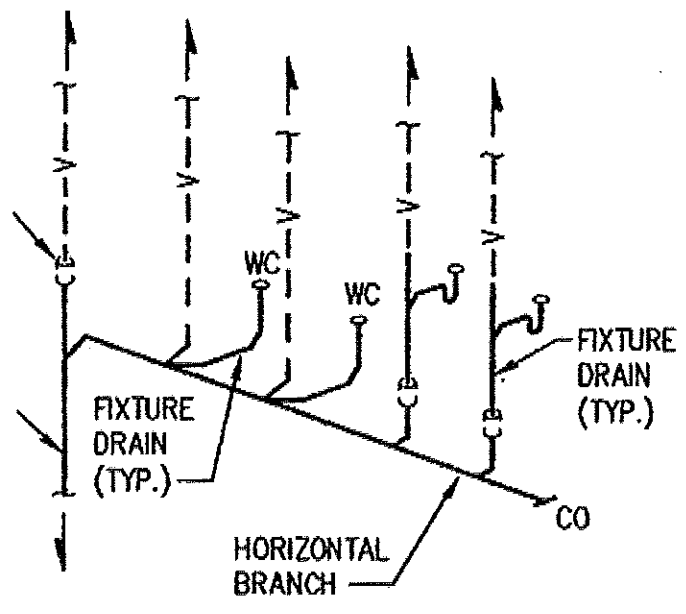 V
V
V
V
V
WC
WC
FIXTURE
DRAIN
(TYP.)
FIXTURE
DRAIN
(TYP.)
CO
HORIZONTAL
BRANCH